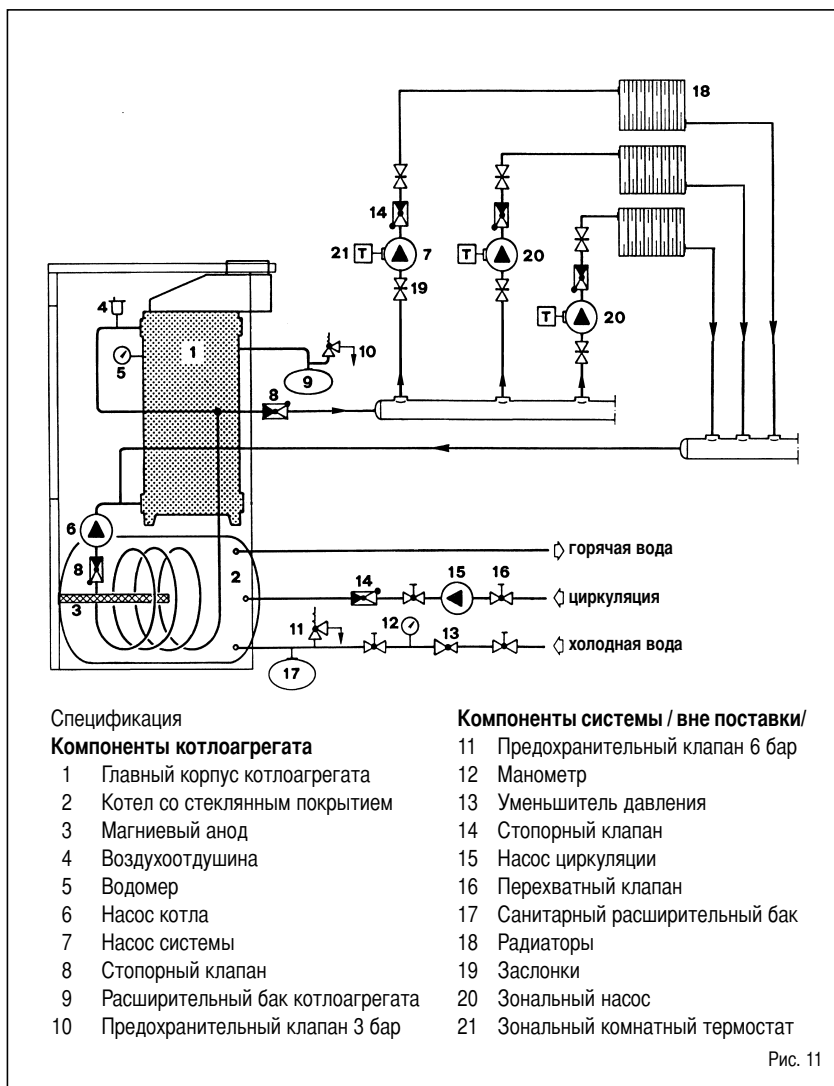 18
14
21 T 7
T 20
19
T 20
4
1
5
10
9
8
6
горячая вода
8
2
14
15
16
циркуляция
3
11
12
13
холодная вода
17
Спецификация
Компоненты котлоагрегата
1 Главный корпус котлоагрегата
2 Котел со стеклянным покрытием
3 Магниевый анод
4 Воздухоотдушина
5 Водомер
6 Насос котла
7 Насос системы
8 Стопорный клапан
9 Расширительный бак котлоагрегата
10 Предохранительный клапан 3 бар
Компоненты системы / вне поставки/
11 Предохранительный клапан 6 бар
12 Манометр
13 Уменьшитель давления
14 Стопорный клапан
15 Насос циркуляции
16 Перехватный клапан
17 Санитарный расширительный бак
18 Радиаторы
19 Заслонки
20 Зональный насос
21 Зональный комнатный термостат
Рис. 11